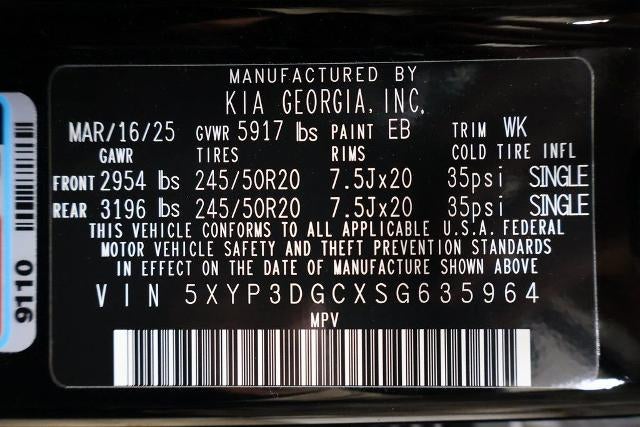 MANUFACTURED BY
KIA GEORGIA, INC.
MAR/16/25 GVWR 5917 lbs PAINT EB TRIM WK
GAWR TIRES RIMS COLD TIRE INFL
FRONT 2954 lbs 245/50R20 7.5Jx20 35psi SINGLE
REAR 3196 lbs 245/50R20 7.5Jx20 35psi SINGLE
THIS VEHICLE CONFORMS TO ALL APPLICABLE U.S.A. FEDERAL
MOTOR VEHICLE SAFETY AND THEFT PREVENTION STANDARDS
IN EFFECT ON THE DATE OF MANUFACTURE SHOWN ABOVE
VIN 5XYP3DGCXSG635964
MPV
9110